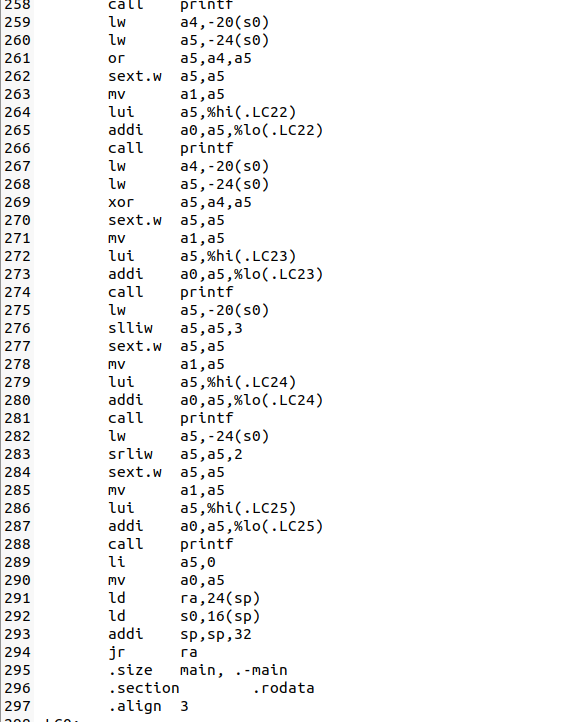 258 call printf
259 lw a4,-20(s0)
260 lw a5,-24(s0)
261 or a5,a4,a5
262 sext.w a5,a5
263 mv a1,a5
264 lui a5,%hi(.LC22)
265 addi a0,a5,%lo(.LC22)
266 call printf
267 lw a4,-20(s0)
268 lw a5,-24(s0)
269 xor a5,a4,a5
270 sext.w a5,a5
271 mv a1,a5
272 lui a5,%hi(.LC23)
273 addi a0,a5,%lo(.LC23)
274 call printf
275 lw a5,-20(s0)
276 slliw a5,a5,3
277 sext.w a5,a5
278 mv a1,a5
279 lui a5,%hi(.LC24)
280 addi a0,a5,%lo(.LC24)
281 call printf
282 lw a5,-24(s0)
283 srliw a5,a5,2
284 sext.w a5,a5
285 mv a1,a5
286 lui a5,%hi(.LC25)
287 addi a0,a5,%lo(.LC25)
288 call printf
289 li a5,0
290 mv a0,a5
291 ld ra,24(sp)
292 ld s0,16(sp)
293 addi sp,sp,32
294 jr ra
295 .size main, .-main
296 .section .rodata
297 .align 3